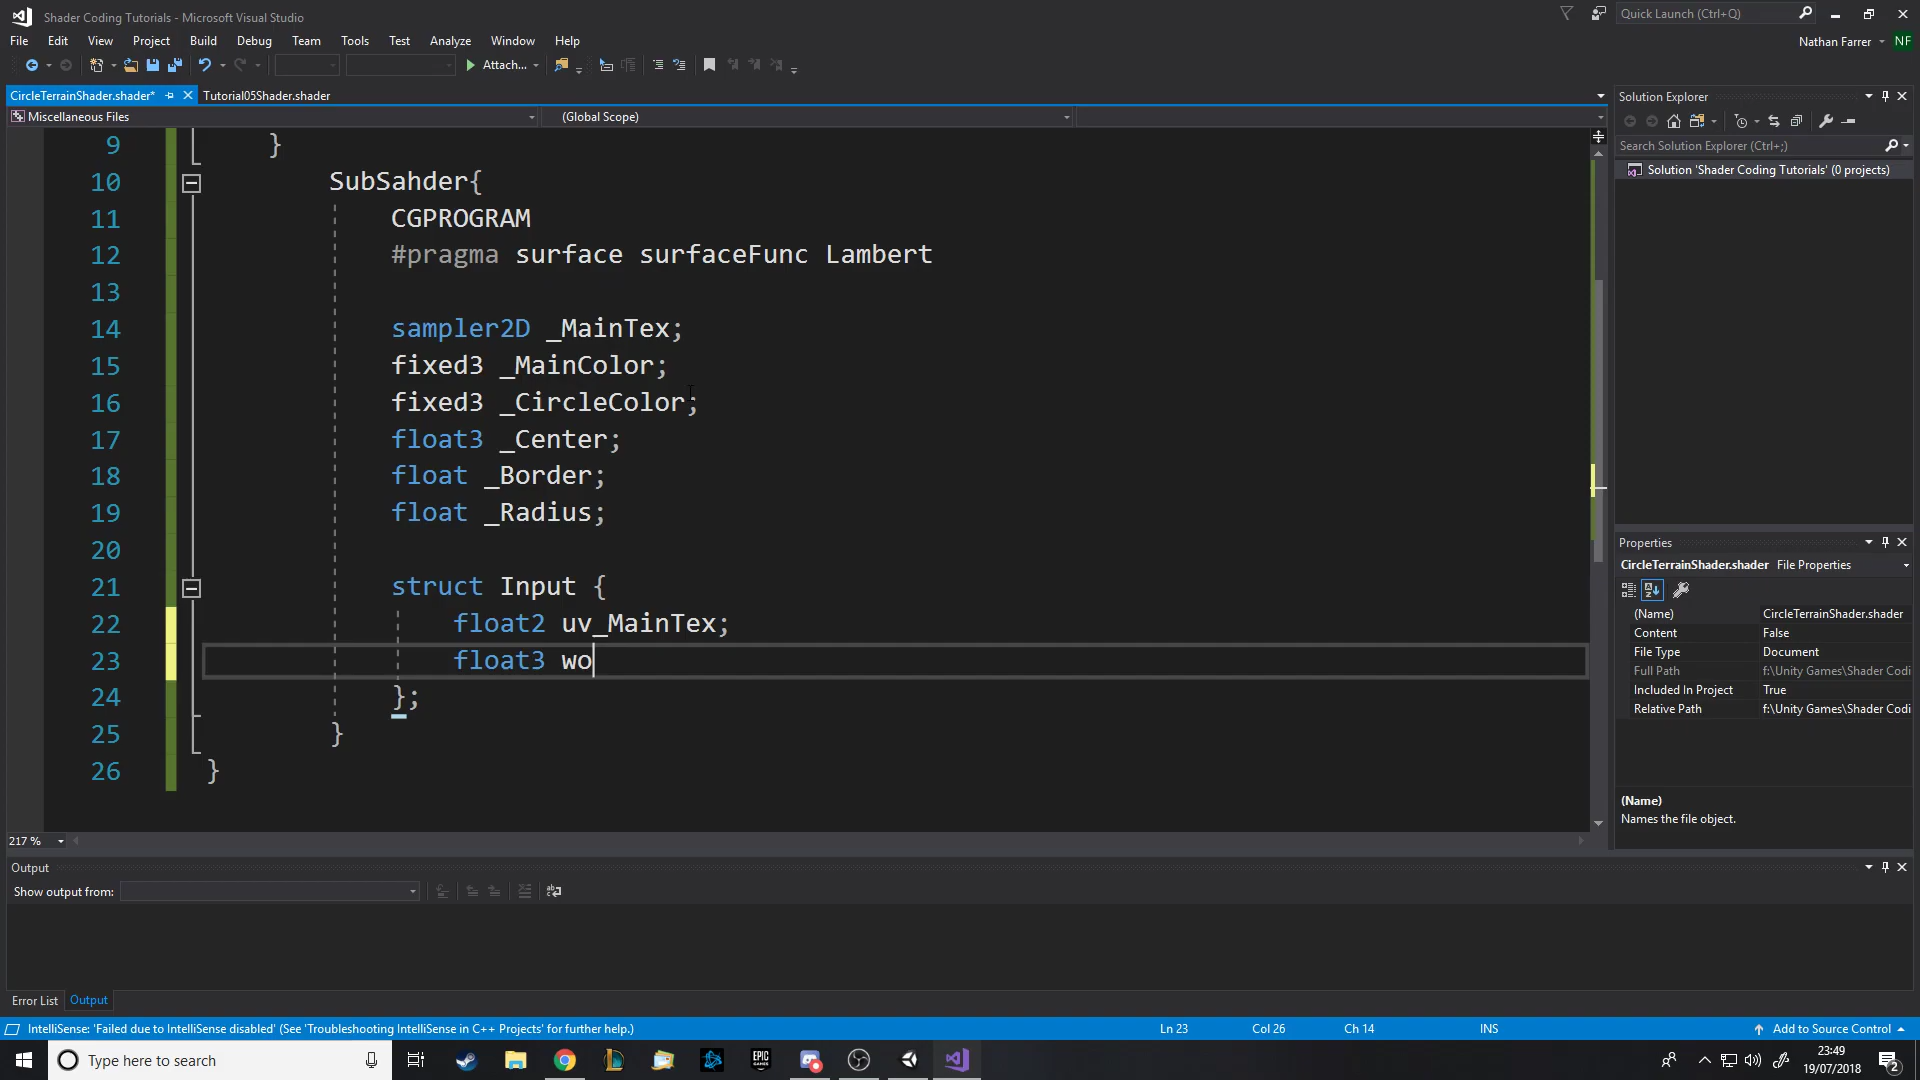 Shader Coding Tutorials - Microsoft Visual Studio
Quick Launch (Ctrl+Q)
File Edit View Project Build Debug Team Tools Test Analyze Window Help
Nathan Farrer NF
Attach...
CircleTerrainShader.shader* Tutorial05Shader.shader
Miscellaneous Files (Global Scope)
9 }
10 SubSahder{
11 CGPROGRAM
12 #pragma surface surfaceFunc Lambert
13
14 sampler2D _MainTex;
15 fixed3 _MainColor;
16 fixed3 _CircleColor;
17 float3 _Center;
18 float _Border;
19 float _Radius;
20
21 struct Input {
22 float2 uv_MainTex;
23 float3 wo
24 };
25 }
26 }
217 %
Solution Explorer
Search Solution Explorer (Ctrl+;)
Solution 'Shader Coding Tutorials' (0 projects)
Properties
CircleTerrainShader.shader File Properties
(Name) CircleTerrainShader.shader
Content False
File Type Document
Full Path f:\Unity Games\Shader Codi
Included In Project True
Relative Path f:\Unity Games\Shader Codi
(Name)
Names the file object.
Output
Show output from:
Error List Output
IntelliSense: 'Failed due to IntelliSense disabled' (See 'Troubleshooting IntelliSense in C++ Projects' for further help.)
Ln 23 Col 26 Ch 14 INS Add to Source Control
Type here to search
EPIC GAMES
23:49
19/07/2018
2